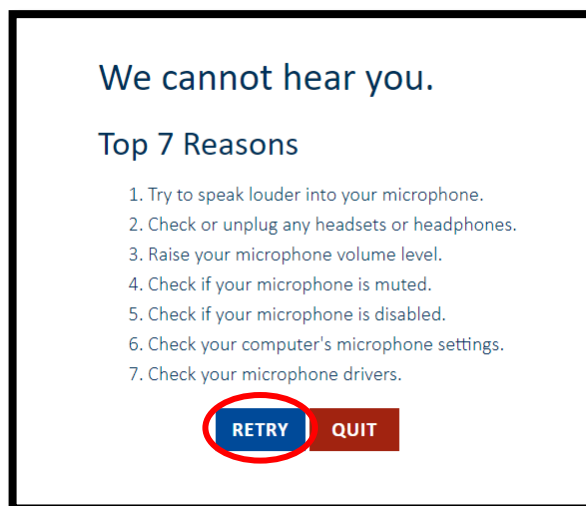 We cannot hear you.
Top 7 Reasons
1. Try to speak louder into your microphone.
2. Check or unplug any headsets or headphones.
3. Raise your microphone volume level.
4. Check if your microphone is muted.
5. Check if your microphone is disabled.
6. Check your computer's microphone settings.
7. Check your microphone drivers.
RETRY QUIT